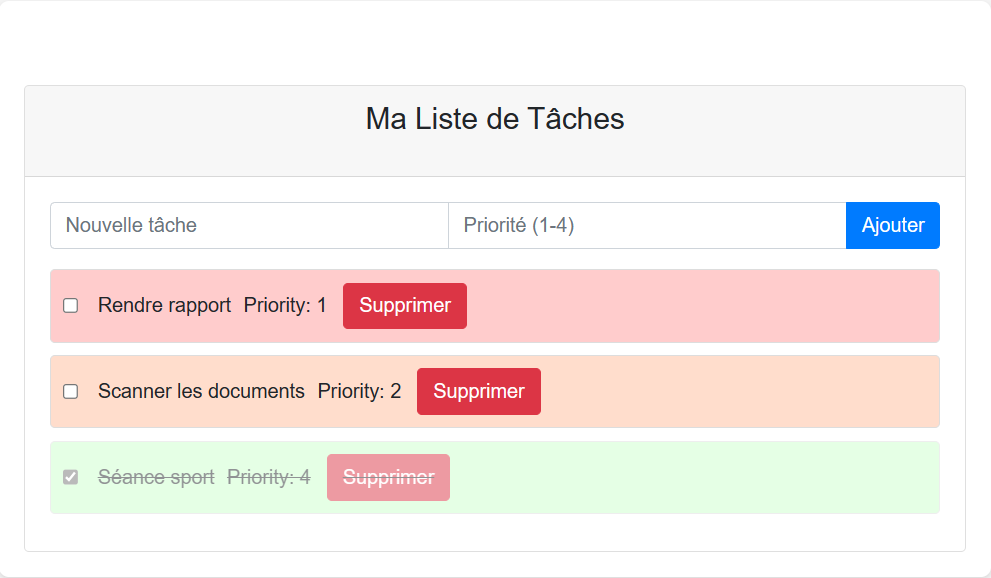 Ma Liste de Tâches
Nouvelle tâche Priorité (1-4) Ajouter
Rendre rapport Priority: 1 Supprimer
Scanner les documents Priority: 2 Supprimer
Séance sport Priority: 4 Supprimer